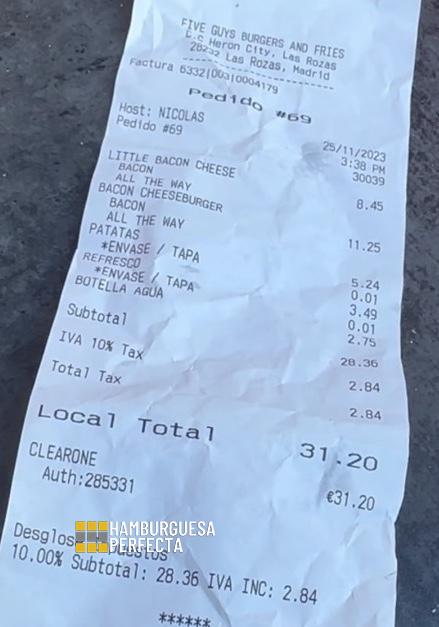 FIVE GUYS BURGERS AND FRIES
C.C Heron City, Las Rozas
28232 Las Rozas, Madrid
Factura 6332|003|0004179
Pedido #69
Host: NICOLAS
Pedido #69
25/11/2023
3:38 PM
30039
LITTLE BACON CHEESE 8.45
BACON
ALL THE WAY
BACON CHEESEBURGER 11.25
BACON
ALL THE WAY
PATATAS 5.24
*ENVASE / TAPA 0.01
REFRESCO 3.49
*ENVASE / TAPA 0.01
BOTELLA AGUA 2.75
Subtotal 28.36
IVA 10% Tax 2.84
Total Tax 2.84
Local Total 31.20
CLEARONE €31.20
Auth:285331
HAMBURGUESA
PERFECTA
10.00% Subtotal: 28.36 IVA INC: 2.84
******